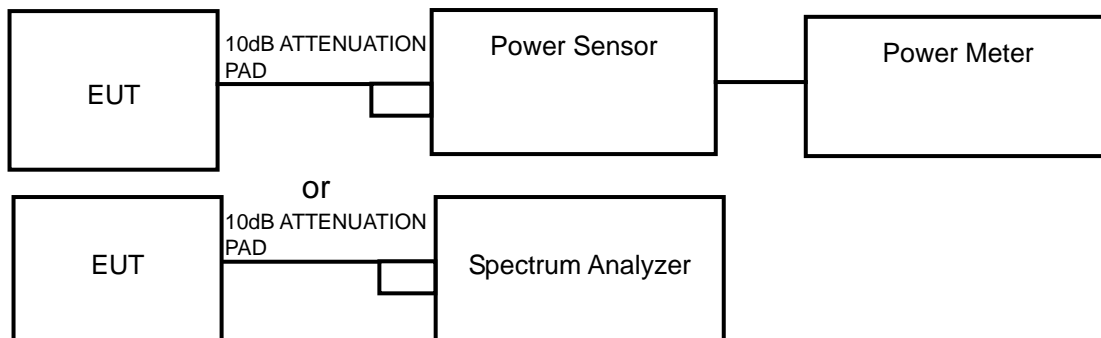 10dB ATTENUATION
PAD
EUT
Power Sensor
Power Meter
or
10dB ATTENUATION
PAD
EUT
Spectrum Analyzer